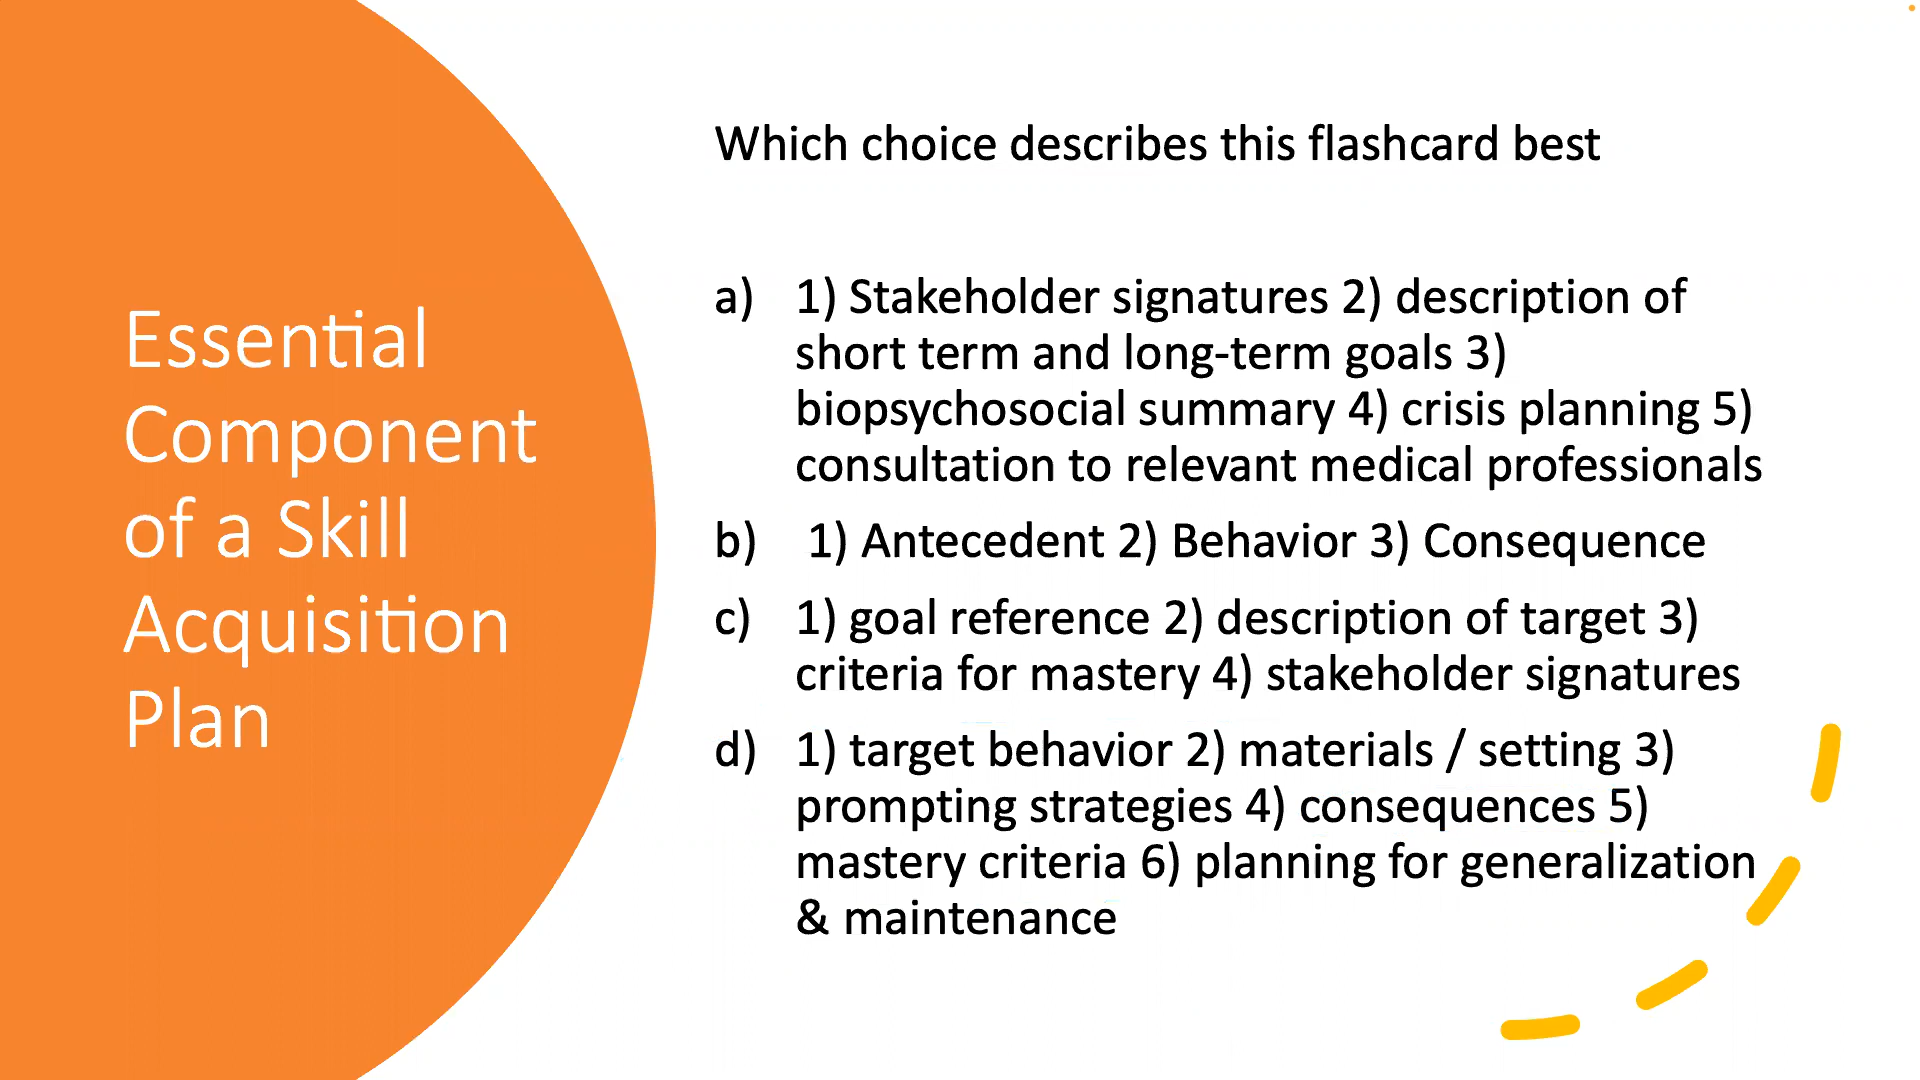 Essential
Component
of a Skill
Acquisition
Plan
Which choice describes this flashcard best
a) 1) Stakeholder signatures 2) description of
short term and long-term goals 3)
biopsychosocial summary 4) crisis planning 5)
consultation to relevant medical professionals
b) 1) Antecedent 2) Behavior 3) Consequence
c) 1) goal reference 2) description of target 3)
criteria for mastery 4) stakeholder signatures
d) 1) target behavior 2) materials / setting 3)
prompting strategies 4) consequences 5)
mastery criteria 6) planning for generalization
& maintenance